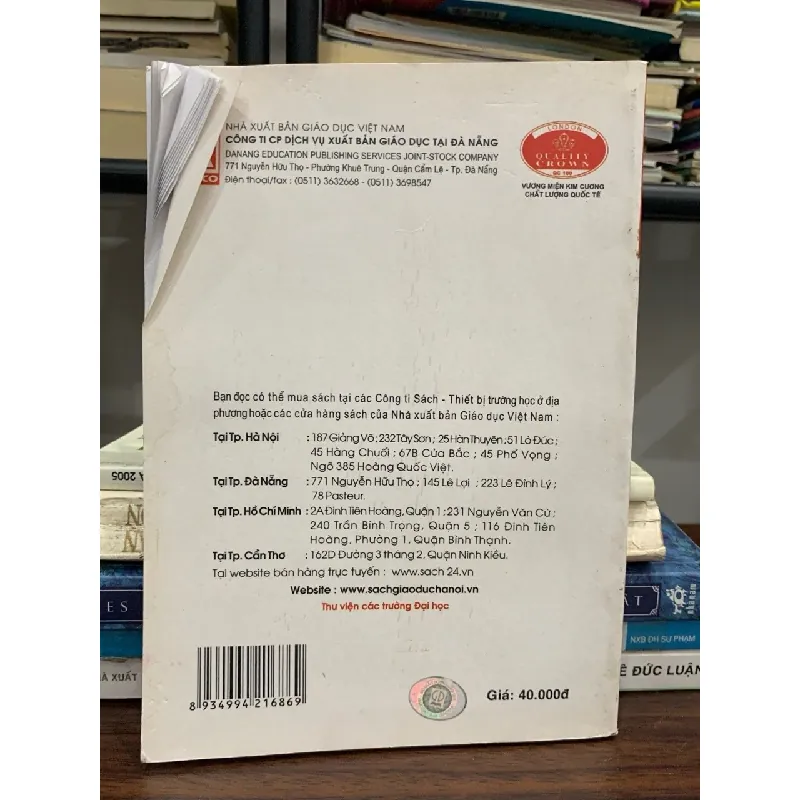 NHÀ XUẤT BẢN GIÁO DỤC VIỆT NAM
CÔNG TI CP DỊCH VỤ XUẤT BẢN GIÁO DỤC TẠI ĐÀ NẴNG
DANANG EDUCATION PUBLISHING SERVICES JOINT-STOCK COMPANY
771 Nguyễn Hữu Thọ - Phường Khuê Trung - Quận Cẩm Lệ - Tp. Đà Nẵng
Điện thoại/fax : (0511) 3632668 - (0511) 3698547
LONDON
QUALITY
CROWN
VƯƠNG MIỆN KIM CƯƠNG
CHẤT LƯỢNG QUỐC TẾ
Bạn đọc có thể mua sách tại các Công ti Sách - Thiết bị trường học ở địa
phương hoặc các cửa hàng sách của Nhà xuất bản Giáo dục Việt Nam :
Tại Tp. Hà Nội : 187 Giảng Võ ; 232 Tây Sơn ; 25 Hàn Thuyên ; 51 Lò Đúc ;
45 Hàng Chuối ; 67B Cửa Bắc ; 45 Phố Vọng ;
Ngõ 385 Hoàng Quốc Việt.
Tại Tp. Đà Nẵng : 771 Nguyễn Hữu Thọ ; 145 Lê Lợi ; 223 Lê Đình Lý ;
78 Pasteur.
Tại Tp. Hồ Chí Minh : 2A Đinh Tiên Hoàng, Quận 1 ; 231 Nguyễn Văn Cừ ;
240 Trần Bình Trọng, Quận 5 ; 116 Đinh Tiên
Hoàng, Phường 1, Quận Bình Thạnh.
Tại Tp. Cần Thơ : 162D Đường 3 tháng 2, Quận Ninh Kiều.
Tại website bán hàng trực tuyến : www.sach24.vn
Website : www.sachgiaoduchanoi.vn
Thư viện các trường Đại học
8 934994 216869
Giá: 40.000đ
2005
NXB ĐH SƯ PHẠM
À XUẤT
Ê ĐỨC LUẬN